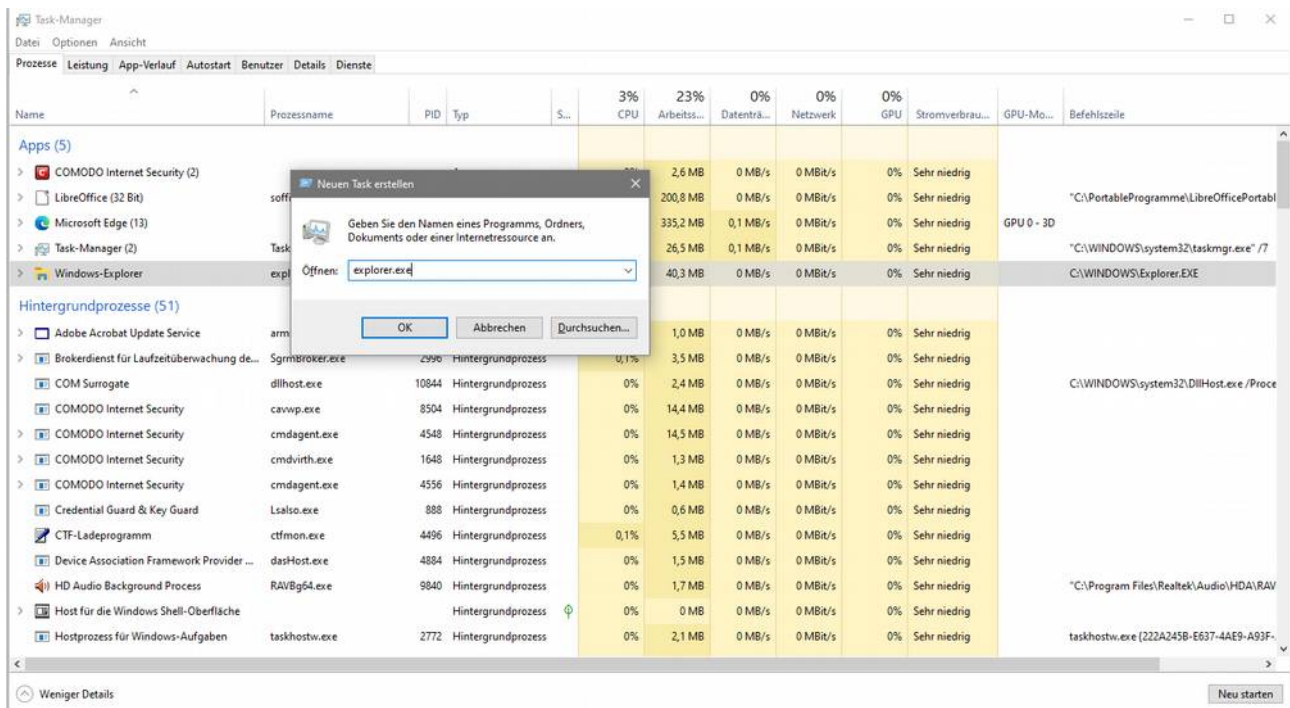 Task-Manager
Datei Optionen Ansicht
Prozesse Leistung App-Verlauf Autostart Benutzer Details Dienste
3% 23% 0% 0% 0%
Name Prozessname PID Typ S... CPU Arbeitss... Datenträ... Netzwerk GPU Stromverbrau... GPU-Mo... Befehlszeile
Apps (5)
COMODO Internet Security (2) 2,6 MB 0 MB/s 0 MBit/s 0% Sehr niedrig
LibreOffice (32 Bit) soffi 200,8 MB 0 MB/s 0 MBit/s 0% Sehr niedrig "C:\PortableProgramme\LibreOfficePortabl
Microsoft Edge (13) 335,2 MB 0,1 MB/s 0 MBit/s 0% Sehr niedrig GPU 0 - 3D
Task-Manager (2) Task 26,5 MB 0,1 MB/s 0 MBit/s 0% Sehr niedrig "C:\WINDOWS\system32\taskmgr.exe" /7
Windows-Explorer expl 40,3 MB 0 MB/s 0 MBit/s 0% Sehr niedrig C:\WINDOWS\Explorer.EXE
Neuen Task erstellen
Geben Sie den Namen eines Programms, Ordners,
Dokuments oder einer Internetressource an.
Öffnen: explorer.exe
OK Abbrechen Durchsuchen...
Hintergrundprozesse (51)
Adobe Acrobat Update Service arm 1,0 MB 0 MB/s 0 MBit/s 0% Sehr niedrig
Brokerdienst für Laufzeitüberwachung de... SgrmBroker.exe 2996 Hintergrundprozess 0,1% 3,5 MB 0 MB/s 0 MBit/s 0% Sehr niedrig
COM Surrogate dllhost.exe 10844 Hintergrundprozess 0% 2,4 MB 0 MB/s 0 MBit/s 0% Sehr niedrig C:\WINDOWS\system32\DllHost.exe /Proce
COMODO Internet Security cavwp.exe 8504 Hintergrundprozess 0% 14,4 MB 0 MB/s 0 MBit/s 0% Sehr niedrig
COMODO Internet Security cmdagent.exe 4548 Hintergrundprozess 0% 14,5 MB 0 MB/s 0 MBit/s 0% Sehr niedrig
COMODO Internet Security cmdvirth.exe 1648 Hintergrundprozess 0% 1,3 MB 0 MB/s 0 MBit/s 0% Sehr niedrig
COMODO Internet Security cmdagent.exe 4556 Hintergrundprozess 0% 1,4 MB 0 MB/s 0 MBit/s 0% Sehr niedrig
Credential Guard & Key Guard Lsalso.exe 888 Hintergrundprozess 0% 0,6 MB 0 MB/s 0 MBit/s 0% Sehr niedrig
CTF-Ladeprogramm ctfmon.exe 4496 Hintergrundprozess 0,1% 5,5 MB 0 MB/s 0 MBit/s 0% Sehr niedrig
Device Association Framework Provider ... dasHost.exe 4884 Hintergrundprozess 0% 1,5 MB 0 MB/s 0 MBit/s 0% Sehr niedrig
HD Audio Background Process RAVBg64.exe 9840 Hintergrundprozess 0% 1,7 MB 0 MB/s 0 MBit/s 0% Sehr niedrig "C:\Program Files\Realtek\Audio\HDA\RAV
Host für die Windows Shell-Oberfläche Hintergrundprozess 0% 0 MB 0 MB/s 0 MBit/s 0% Sehr niedrig
Hostprozess für Windows-Aufgaben taskhostw.exe 2772 Hintergrundprozess 0% 2,1 MB 0 MB/s 0 MBit/s 0% Sehr niedrig taskhostw.exe {222A245B-E637-4AE9-A93F-
Weniger Details Neu starten